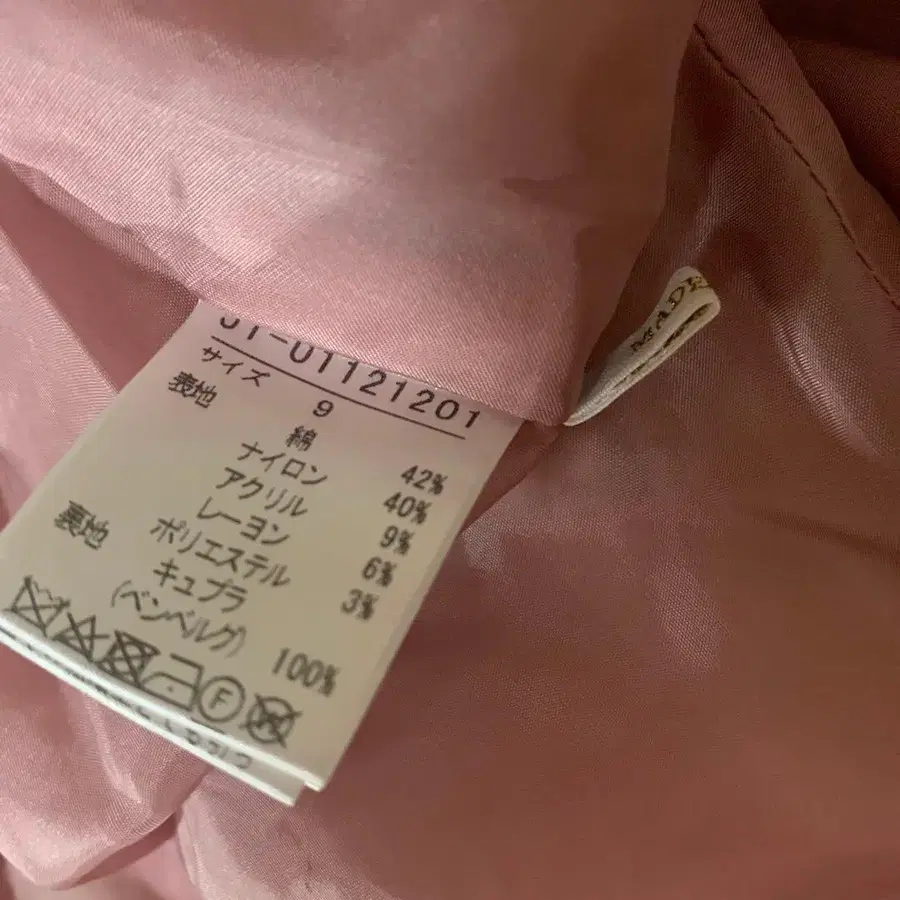 01121201
サイズ 9
表地 綿 42%
ナイロン 40%
アクリル 9%
レーヨン 6%
ポリエステル 3%
裏地 キュプラ
(ベンベルグ) 100%
F
MADE